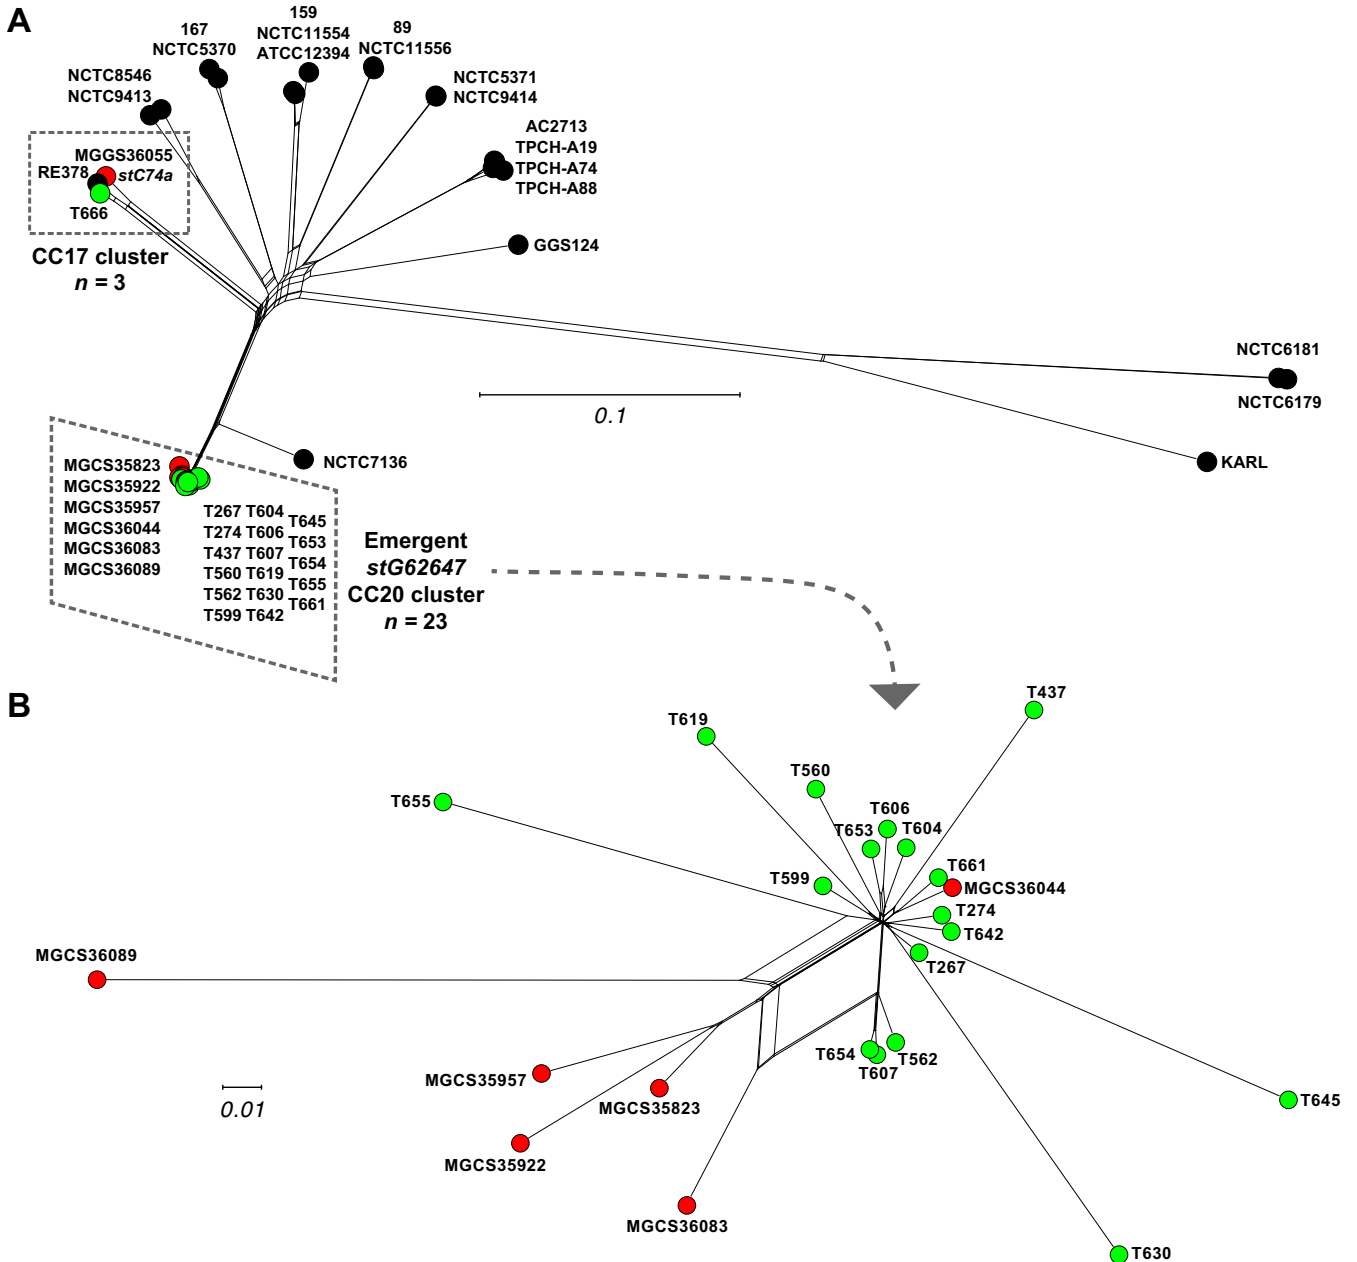 A
159
167
NCTC11554
89
NCTC5370
ATCC12394
NCTC11556
NCTC8546
NCTC9413
NCTC5371
NCTC9414
AC2713
TPCH-A19
TPCH-A74
TPCH-A88
MGGS36055
RE378
stC74a
T666
CC17 cluster
n = 3
GGS124
NCTC6181
NCTC6179
0.1
KARL
NCTC7136
MGCS35823
MGCS35922
MGCS35957
MGCS36044
MGCS36083
MGCS36089
T267 T604
T274 T606
T437 T607
T560 T619
T562 T630
T599 T642
T645
T653
T654
T655
T661
Emergent
stG62647
CC20 cluster
n = 23
B
T437
T619
T560
T655
T606
T653
T604
T661
T599
MGCS36044
T274
T642
T267
MGCS36089
T654
T562
T607
MGCS35957
MGCS35823
T645
0.01
MGCS35922
MGCS36083
T630